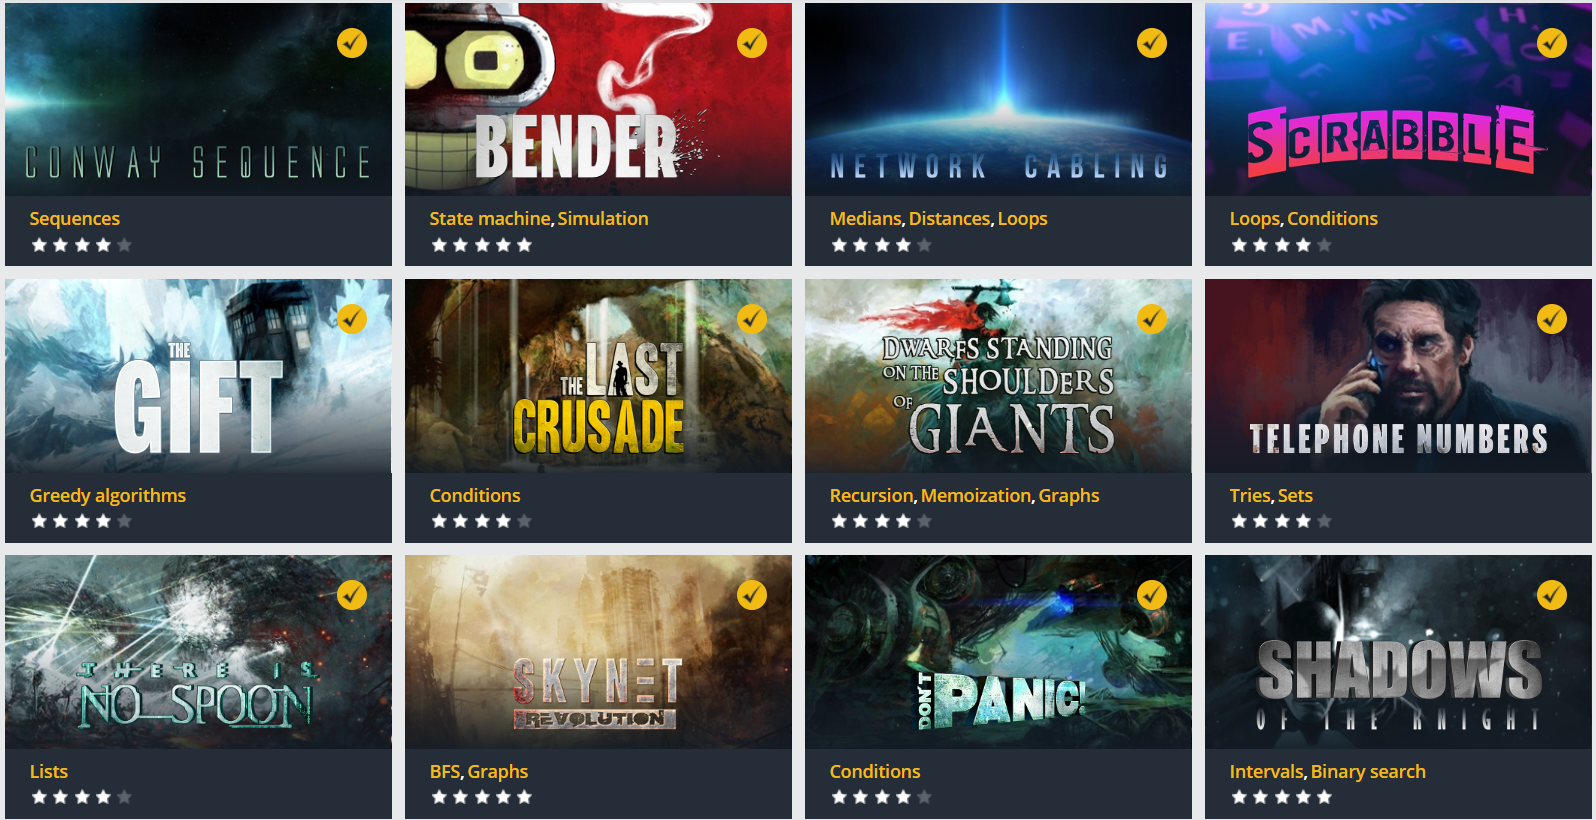 CONWAY SEQUENCE
Sequences
BENDER
State machine, Simulation
NETWORK CABLING
Medians, Distances, Loops
SCRABBLE
Loops, Conditions
THE
GIFT
Greedy algorithms
THE LAST
CRUSADE
Conditions
DWARFS STANDING
ON THE SHOULDERS
OF GIANTS
Recursion, Memoization, Graphs
TELEPHONE NUMBERS
Tries, Sets
THERE IS
NO SPOON
Lists
SKYNET
REVOLUTION
BFS, Graphs
DON'T PANIC!
Conditions
SHADOWS
OF THE KNIGHT
Intervals, Binary search